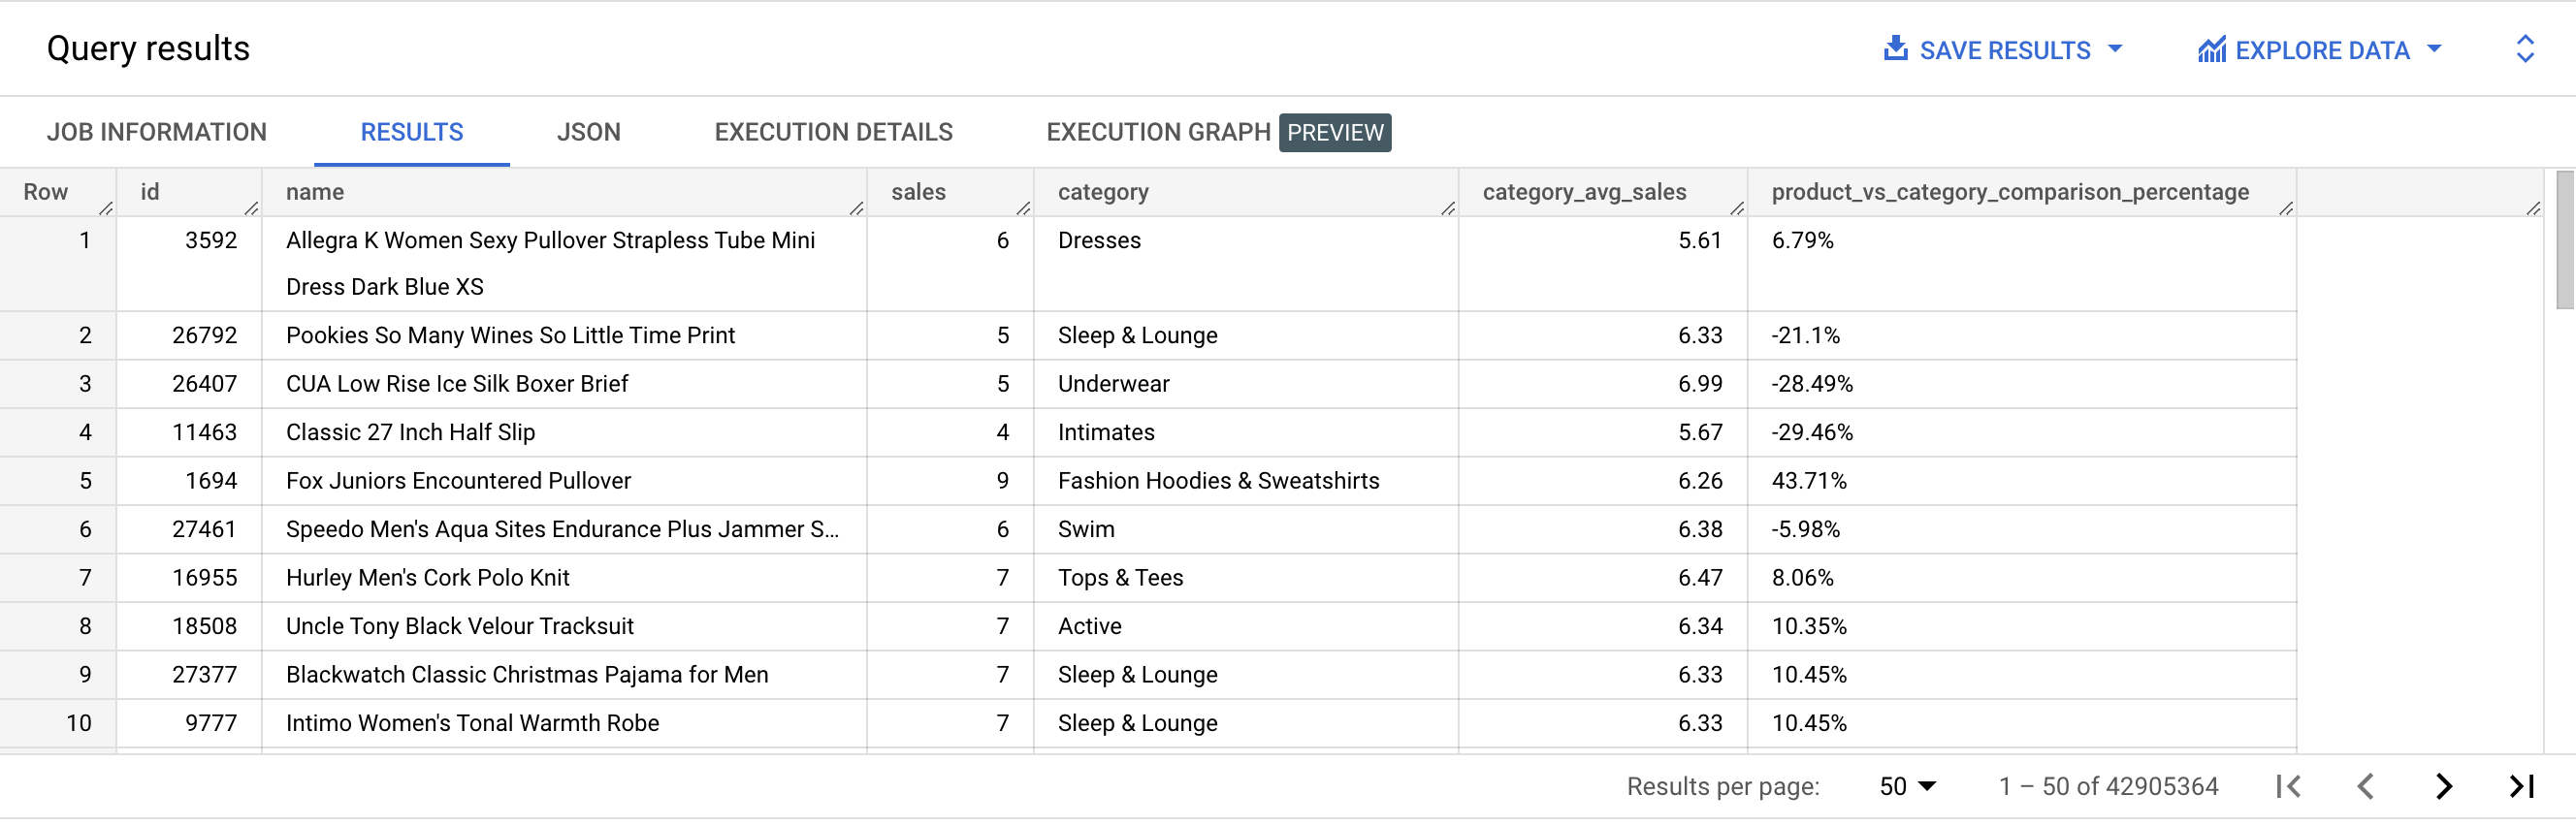 Query results
SAVE RESULTS
EXPLORE DATA
JOB INFORMATION RESULTS JSON EXECUTION DETAILS EXECUTION GRAPH PREVIEW
Row id name sales category category_avg_sales product_vs_category_comparison_percentage
1 3592 Allegra K Women Sexy Pullover Strapless Tube Mini 6 Dresses 5.61 6.79%
Dress Dark Blue XS
2 26792 Pookies So Many Wines So Little Time Print 5 Sleep & Lounge 6.33 -21.1%
3 26407 CUA Low Rise Ice Silk Boxer Brief 5 Underwear 6.99 -28.49%
4 11463 Classic 27 Inch Half Slip 4 Intimates 5.67 -29.46%
5 1694 Fox Juniors Encountered Pullover 9 Fashion Hoodies & Sweatshirts 6.26 43.71%
6 27461 Speedo Men's Aqua Sites Endurance Plus Jammer S... 6 Swim 6.38 -5.98%
7 16955 Hurley Men's Cork Polo Knit 7 Tops & Tees 6.47 8.06%
8 18508 Uncle Tony Black Velour Tracksuit 7 Active 6.34 10.35%
9 27377 Blackwatch Classic Christmas Pajama for Men 7 Sleep & Lounge 6.33 10.45%
10 9777 Intimo Women's Tonal Warmth Robe 7 Sleep & Lounge 6.33 10.45%
Results per page: 50 1 – 50 of 42905364